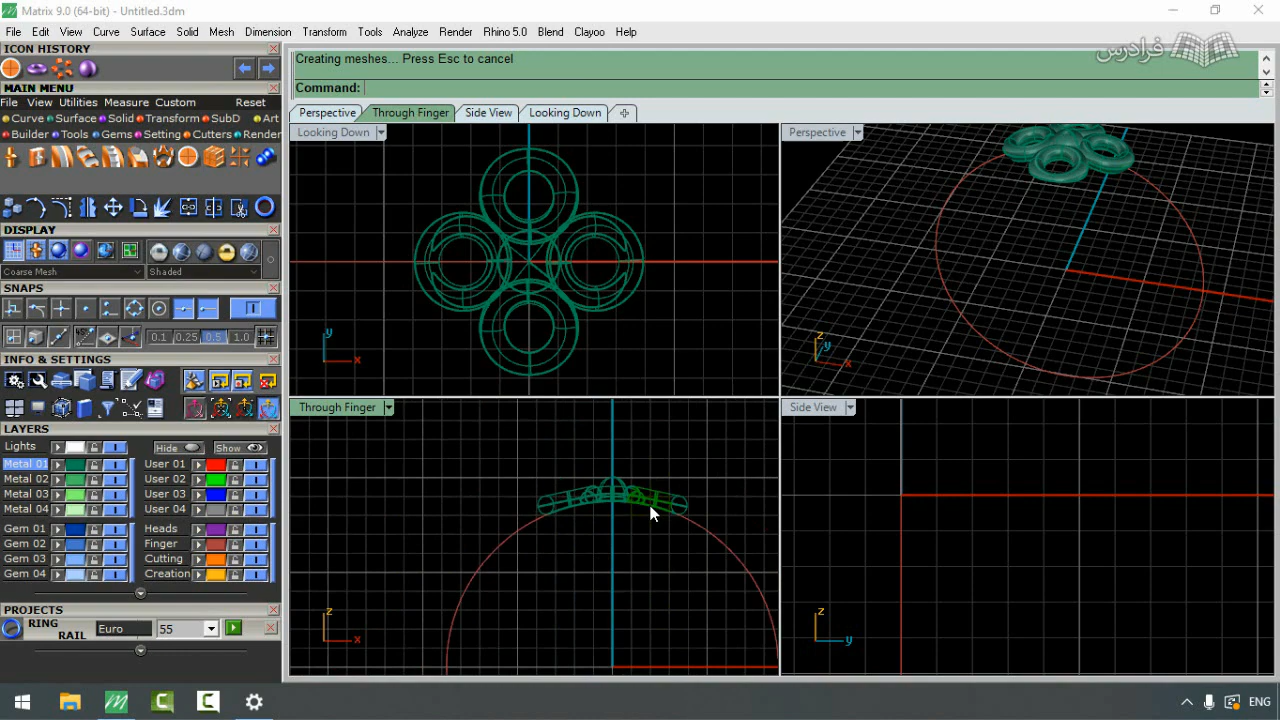 Matrix 9.0 (64-bit) - Untitled.3dm
File Edit View Curve Surface Solid Mesh Dimension Transform Tools Analyze Render Rhino 5.0 Blend Clayoo Help
فرادرس
ICON HISTORY
Creating meshes... Press Esc to cancel
Command:
MAIN MENU
File View Utilities Measure Custom Reset
Curve Surface Solid Transform SubD Art
Builder Tools Gems Setting Cutters Render
Perspective Through Finger Side View Looking Down
Looking Down
Perspective
DISPLAY
Coarse Mesh Shaded
SNAPS
0.1 0.25 0.5 1.0
INFO & SETTINGS
y
x
z
y
x
Through Finger
Side View
LAYERS
Lights Hide Show
Metal 01 User 01
Metal 02 User 02
Metal 03 User 03
Metal 04 User 04
Gem 01 Heads
Gem 02 Finger
Gem 03 Cutting
Gem 04 Creation
PROJECTS
RING RAIL Euro 55
z
x
z
y
ENG